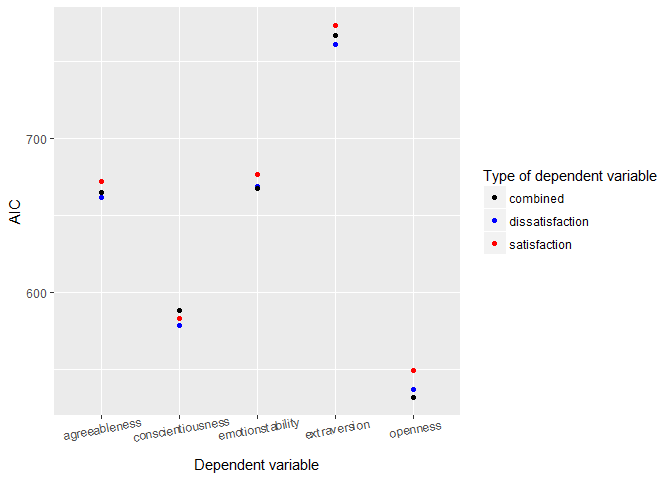 AIC
700
600
agreeableness
conscientiousness
emotionstability
extraversion
openness
Dependent variable
Type of dependent variable
combined
dissatisfaction
satisfaction